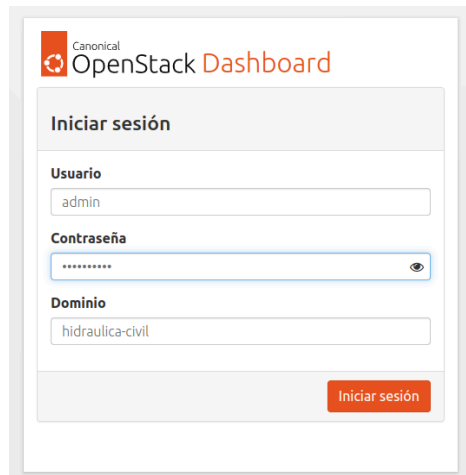 Canonical
OpenStack Dashboard
Iniciar sesión
Usuario
admin
Contraseña
••••••••••
Dominio
hidraulica-civil
Iniciar sesión